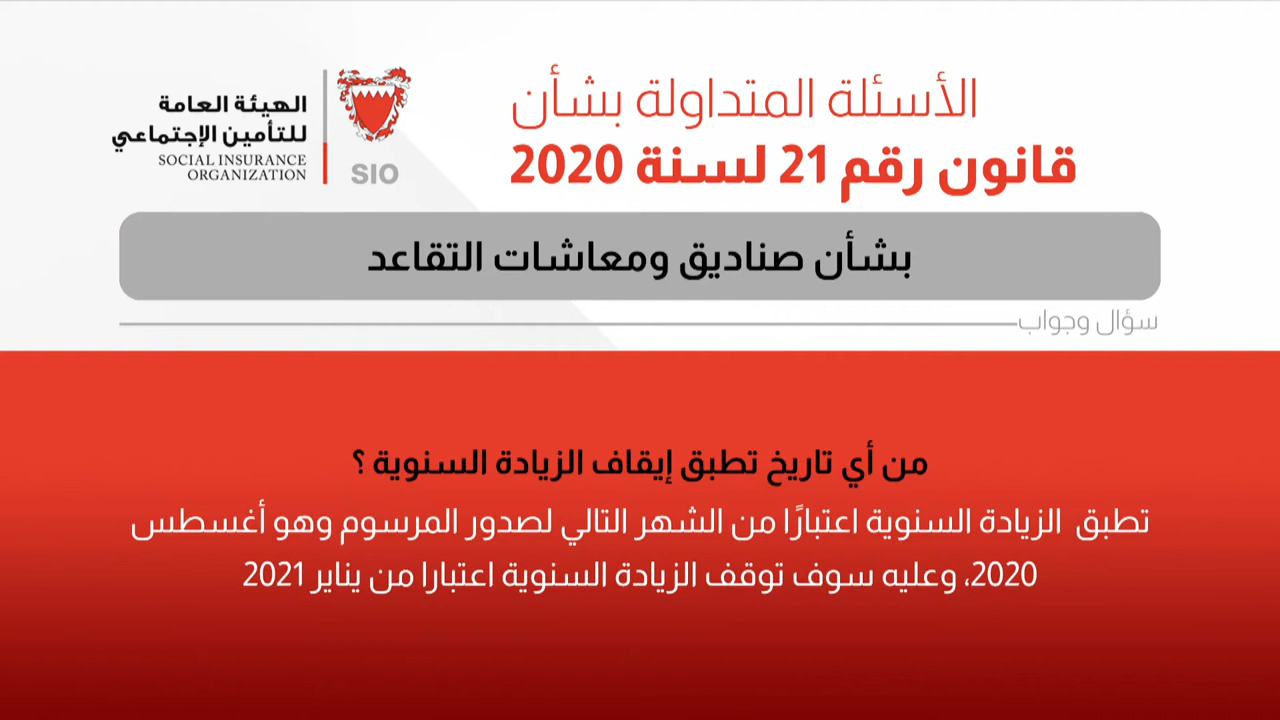 الأسئلة المتداولة بشأن
قانون رقم 21 لسنة 2020
الهيئة العامة
للتأمين الإجتماعي
SOCIAL INSURANCE
ORGANIZATION
SIO
بشأن صناديق ومعاشات التقاعد
سؤال وجواب
من أي تاريخ تطبق إيقاف الزيادة السنوية ؟
تطبق الزيادة السنوية اعتبارًا من الشهر التالي لصدور المرسوم وهو أغسطس
2020، وعليه سوف توقف الزيادة السنوية اعتبارا من يناير 2021